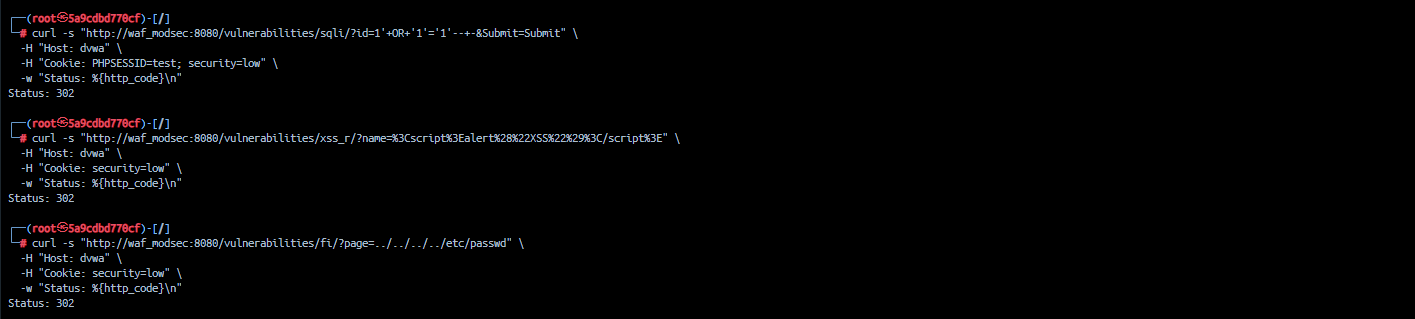 ┌──(root㉿5a9cdbd770cf)-[/]
└─# curl -s "http://waf_modsec:8080/vulnerabilities/sqli/?id=1'+OR+'1'='1'--+-&Submit=Submit" \
-H "Host: dvwa" \
-H "Cookie: PHPSESSID=test; security=low" \
-w "Status: %{http_code}\n"
Status: 302
┌──(root㉿5a9cdbd770cf)-[/]
└─# curl -s "http://waf_modsec:8080/vulnerabilities/xss_r/?name=%3Cscript%3Ealert%28%22XSS%22%29%3C/script%3E" \
-H "Host: dvwa" \
-H "Cookie: security=low" \
-w "Status: %{http_code}\n"
Status: 302
┌──(root㉿5a9cdbd770cf)-[/]
└─# curl -s "http://waf_modsec:8080/vulnerabilities/fi/?page=../../../../etc/passwd" \
-H "Host: dvwa" \
-H "Cookie: security=low" \
-w "Status: %{http_code}\n"
Status: 302